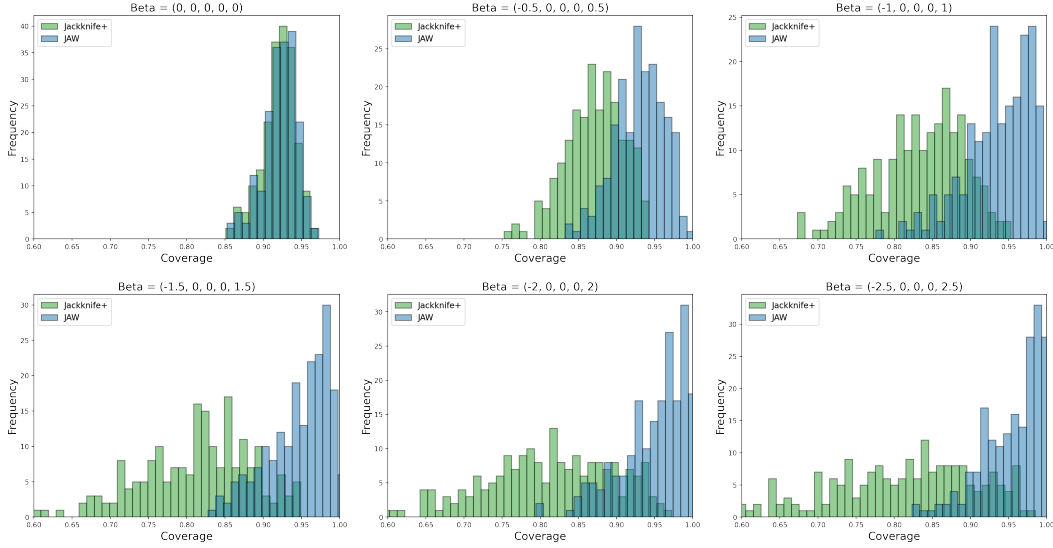 Beta = (0, 0, 0, 0, 0)
Jackknife+
JAW
Frequency
40
35
30
25
20
15
10
5
0
0.60 0.65 0.70 0.75 0.80 0.85 0.90 0.95 1.00
Coverage
Beta = (-0.5, 0, 0, 0, 0.5)
Jackknife+
JAW
Frequency
25
20
15
10
5
0
0.60 0.65 0.70 0.75 0.80 0.85 0.90 0.95 1.00
Coverage
Beta = (-1, 0, 0, 0, 1)
Jackknife+
JAW
Frequency
25
20
15
10
5
0
0.60 0.65 0.70 0.75 0.80 0.85 0.90 0.95 1.00
Coverage
Beta = (-1.5, 0, 0, 0, 1.5)
Jackknife+
JAW
Frequency
30
25
20
15
10
5
0
0.60 0.65 0.70 0.75 0.80 0.85 0.90 0.95 1.00
Coverage
Beta = (-2, 0, 0, 0, 2)
Jackknife+
JAW
Frequency
30
25
20
15
10
5
0
0.60 0.65 0.70 0.75 0.80 0.85 0.90 0.95 1.00
Coverage
Beta = (-2.5, 0, 0, 0, 2.5)
Jackknife+
JAW
Frequency
30
25
20
15
10
5
0
0.60 0.65 0.70 0.75 0.80 0.85 0.90 0.95 1.00
Coverage